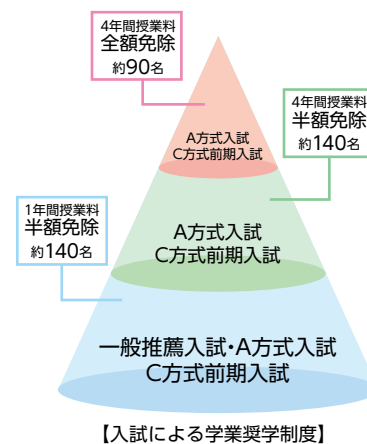 4年間授業料
全額免除
約90名
A方式入試
C方式前期入試
4年間授業料
半額免除
約140名
A方式入試
C方式前期入試
1年間授業料
半額免除
約140名
一般推薦入試・A方式入試
C方式前期入試
【入試による学業奨学制度】